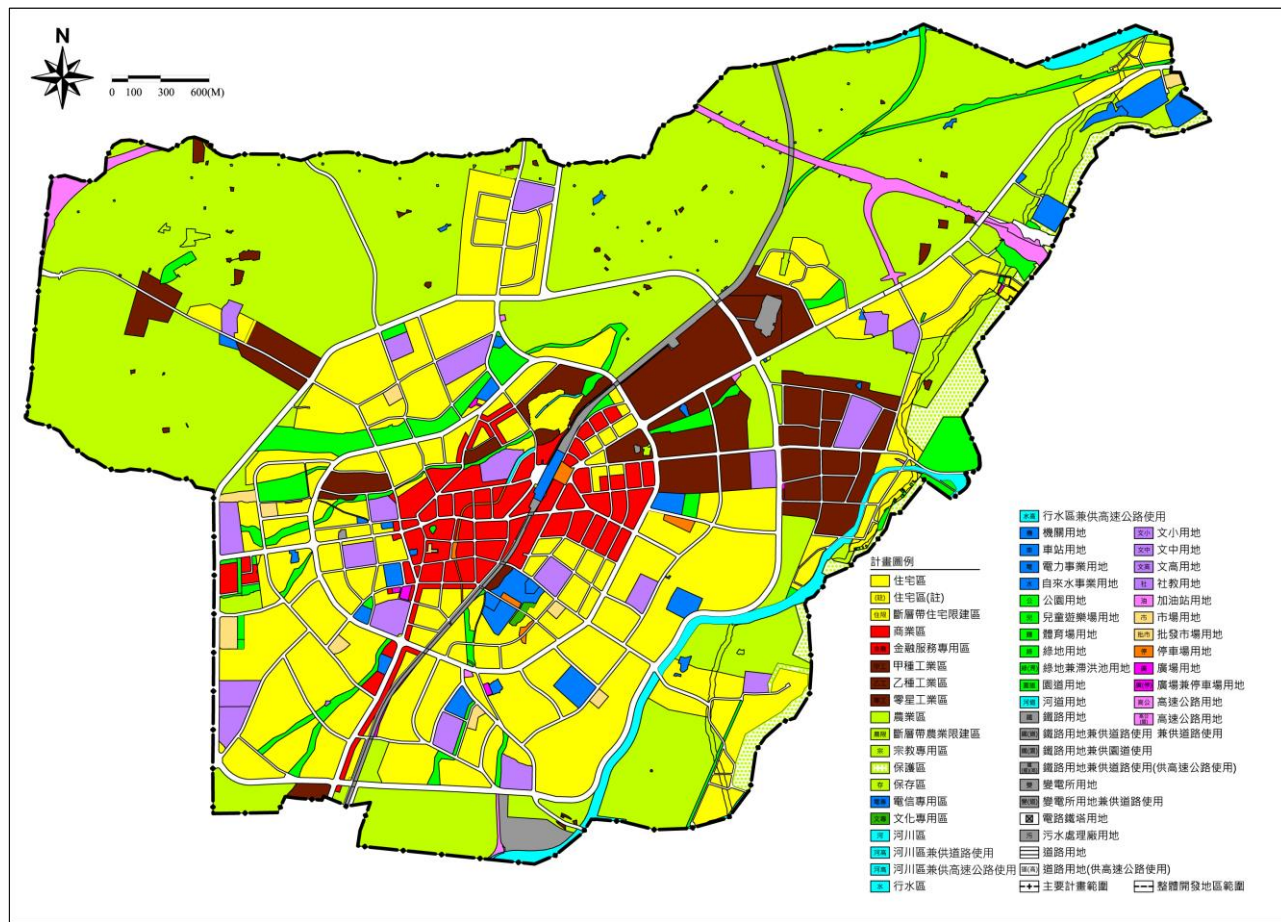 N
0 100 300 600(M)
計畫圖例
住宅區
住宅區(註)
斷層帶住宅限建區
商業區
金融服務專用區
甲種工業區
乙種工業區
零星工業區
農業區
斷層帶農業限建區
宗教專用區
保護區
保存區
電信專用區
文化專用區
河川區
河川區兼供道路使用
河川區兼供高速公路使用
行水區
行水區兼供高速公路使用
機關用地
車站用地
電力事業用地
自來水事業用地
公園用地
兒童遊樂場用地
體育場用地
綠地用地
綠地兼滯洪池用地
園道用地
河道用地
鐵路用地
鐵路用地兼供道路使用
鐵路用地兼供園道使用
鐵路用地兼供道路使用(供高速公路使用)
變電所用地
變電所用地兼供道路使用
電路鐵塔用地
污水處理廠用地
道路用地
道路用地(供高速公路使用)
主要計畫範圍
文小用地
文中用地
文高用地
社教用地
加油站用地
市場用地
批發市場用地
停車場用地
廣場用地
廣場兼停車場用地
高速公路用地
高速公路用地
兼供道路使用
整體開發地區範圍